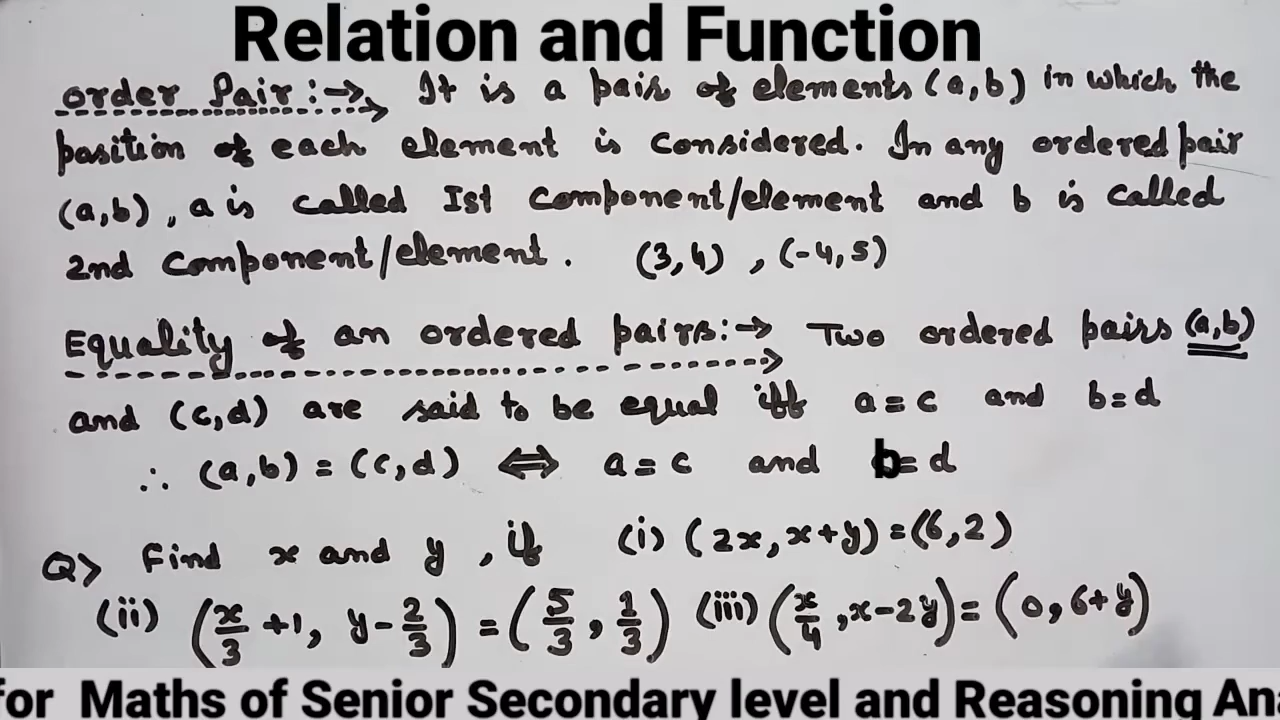 Relation and Function
order Pair:→ It is a pair of elements (a,b) in which the
position of each element is considered. In any ordered pair
(a,b), a is called Ist component/element and b is called
2nd component/element. (3,4), (-4,5)
Equality of an ordered pairs:→ Two ordered pairs (a,b)
and (c,d) are said to be equal iff a=c and b=d
∴ (a,b) = (c,d) ⇔ a=c and b=d
Q> Find x and y, if (i) (2x, x+y) = (6,2)
(ii) (x/3 +1, y-2/3) = (5/3, 1/3) (iii) (x/4, x-2y) = (0, 6+y)
for Maths of Senior Secondary level and Reasoning Ana